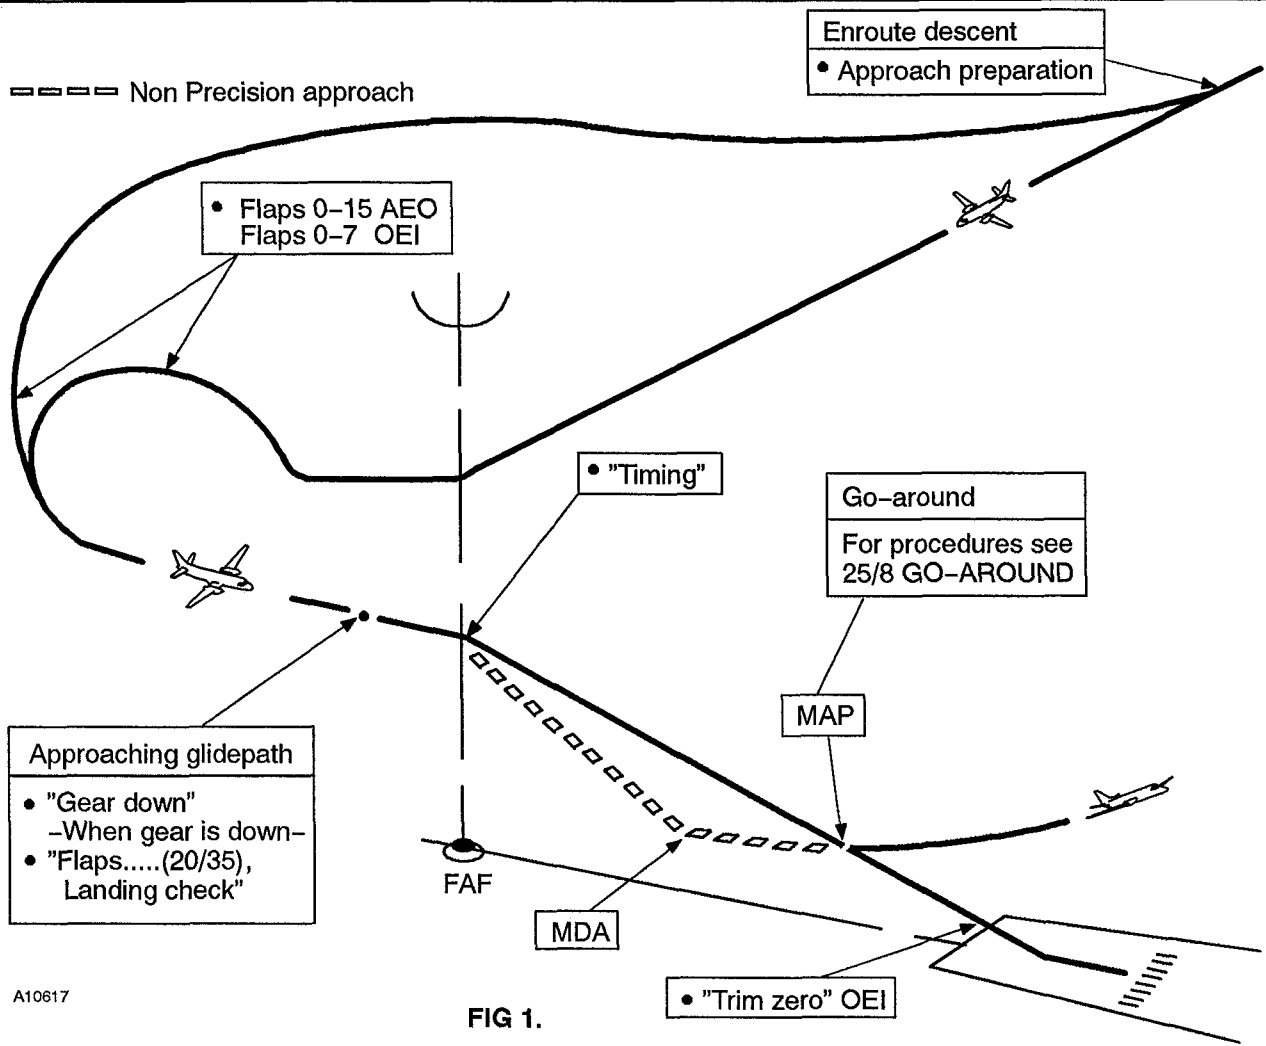 Enroute descent
• Approach preparation
Non Precision approach
• Flaps 0–15 AEO
Flaps 0–7 OEI
• ”Timing”
Go–around
For procedures see
25/8 GO–AROUND
MAP
Approaching glidepath
• ”Gear down”
–When gear is down–
• ”Flaps.....(20/35),
Landing check”
FAF
MDA
• ”Trim zero” OEI
A10617
FIG 1.